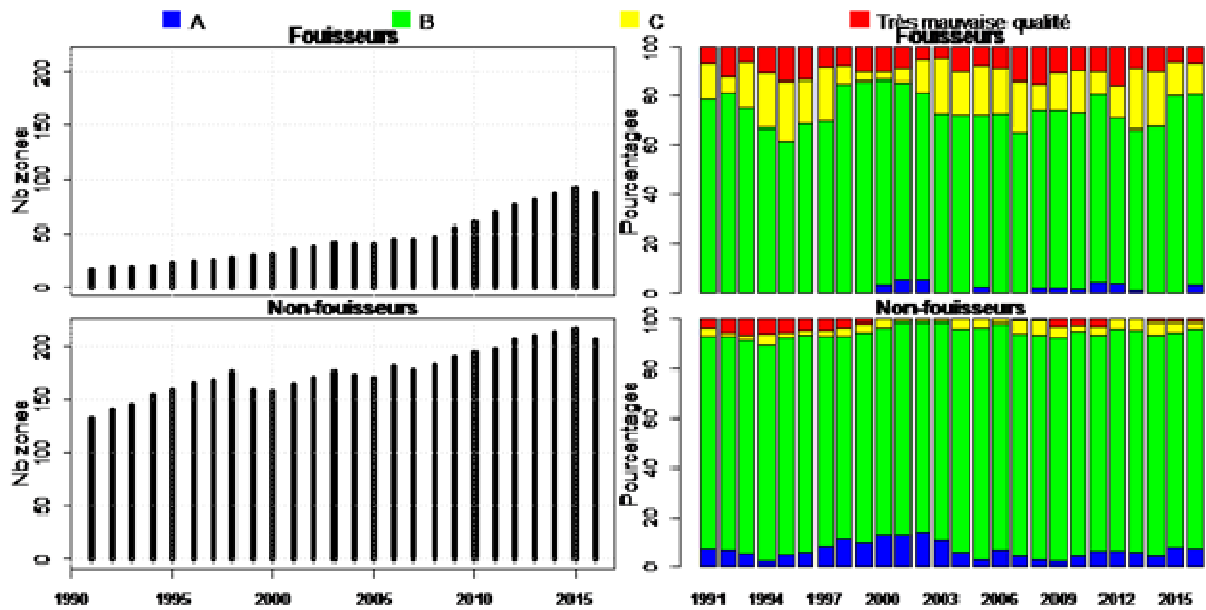 A B C Très mauvaise qualité
Fouisseurs
Nb zones
0 50 100 150 200
Fouisseurs
Pourcentages
0 20 40 60 80 100
Non-fouisseurs
Nb zones
0 50 100 150 200
1990 1995 2000 2005 2010 2015
Non-fouisseurs
Pourcentages
0 20 40 60 80 100
1991 1994 1997 2000 2003 2006 2009 2012 2015